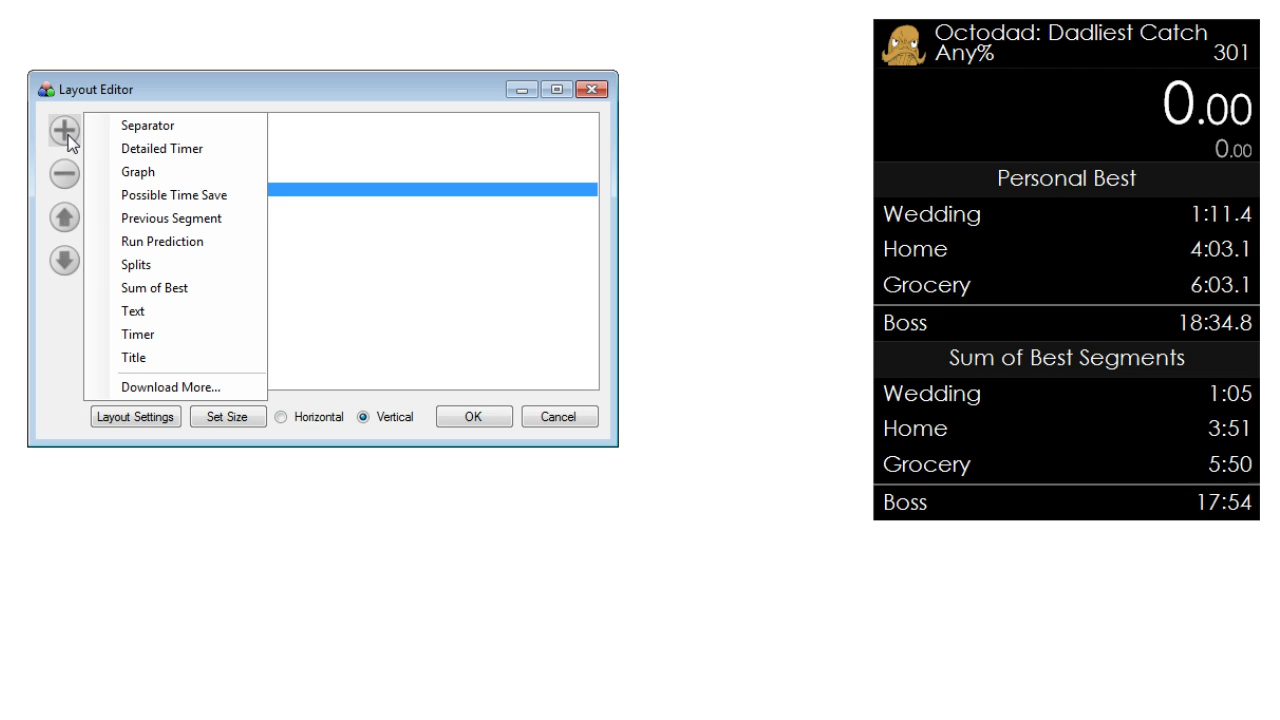 Layout Editor
Separator
Detailed Timer
Graph
Possible Time Save
Previous Segment
Run Prediction
Splits
Sum of Best
Text
Timer
Title
Download More...
Layout Settings
Set Size
Horizontal
Vertical
OK
Cancel
Octodad: Dadliest Catch
Any% 301
0.00
0.00
Personal Best
Wedding 1:11.4
Home 4:03.1
Grocery 6:03.1
Boss 18:34.8
Sum of Best Segments
Wedding 1:05
Home 3:51
Grocery 5:50
Boss 17:54